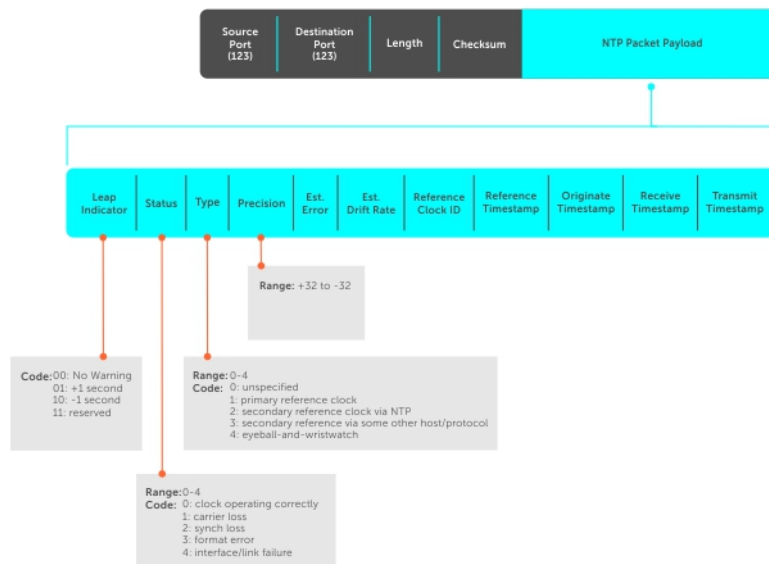 Source
Port
(123)
Destination
Port
(123)
Length
Checksum
NTP Packet Payload
Leap
Indicator
Status
Type
Precision
Est.
Error
Est.
Drift Rate
Reference
Clock ID
Reference
Timestamp
Originate
Timestamp
Receive
Timestamp
Transmit
Timestamp
Range: +32 to -32
Code: 00: No Warning
01: +1 second
10: -1 second
11: reserved
Range: 0-4
Code: 0: unspecified
1: primary reference clock
2: secondary reference clock via NTP
3: secondary reference via some other host/protocol
4: eyeball-and-wristwatch
Range: 0-4
Code: 0: clock operating correctly
1: carrier loss
2: synch loss
3: format error
4: interface/link failure